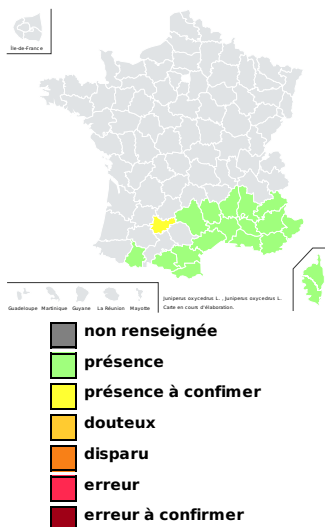 Île-de-France
Guadeloupe Martinique Guyane La Réunion Mayotte
Juniperus oxycedrus L. , Juniperus oxycedrus L.
Carte en cours d'élaboration.
non renseignée
présence
présence à confimer
douteux
disparu
erreur
erreur à confirmer